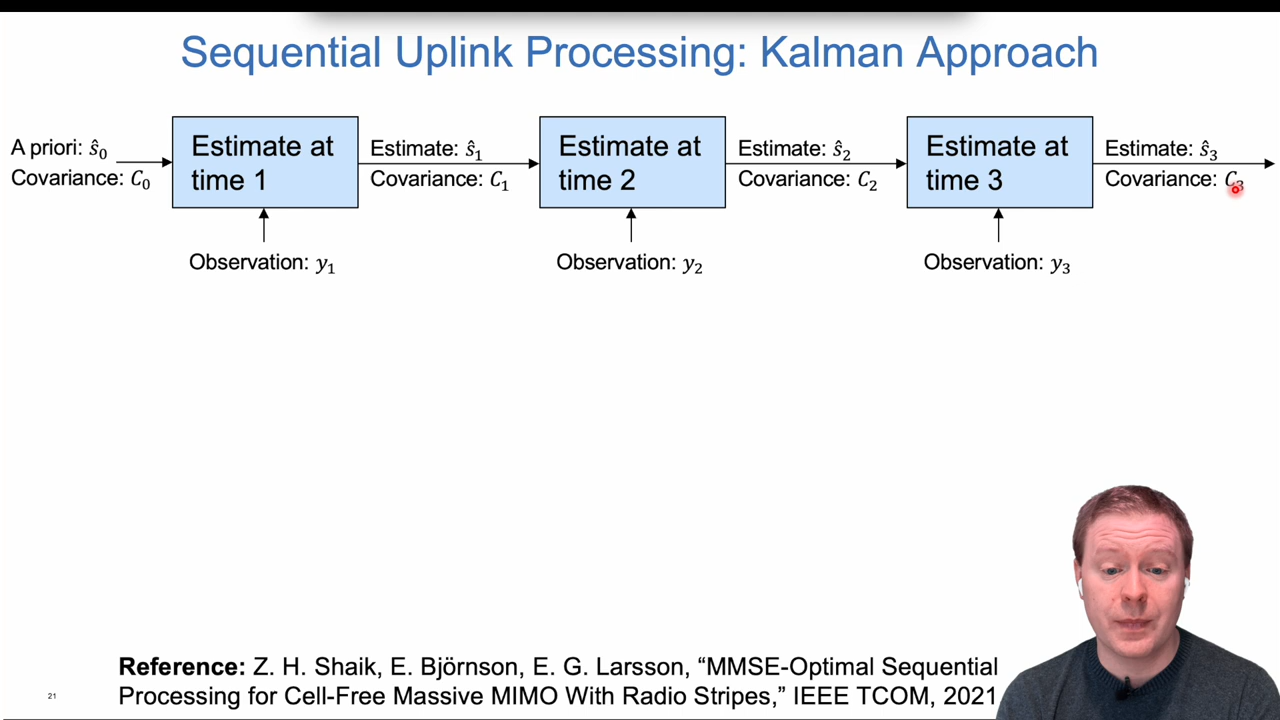 Sequential Uplink Processing: Kalman Approach
A priori: ŝ₀
Covariance: C₀
Estimate at
time 1
Estimate: ŝ₁
Covariance: C₁
Estimate at
time 2
Estimate: ŝ₂
Covariance: C₂
Estimate at
time 3
Estimate: ŝ₃
Covariance: C₃
Observation: y₁
Observation: y₂
Observation: y₃
Reference: Z. H. Shaik, E. Björnson, E. G. Larsson, “MMSE-Optimal Sequential
Processing for Cell-Free Massive MIMO With Radio Stripes,” IEEE TCOM, 2021
21